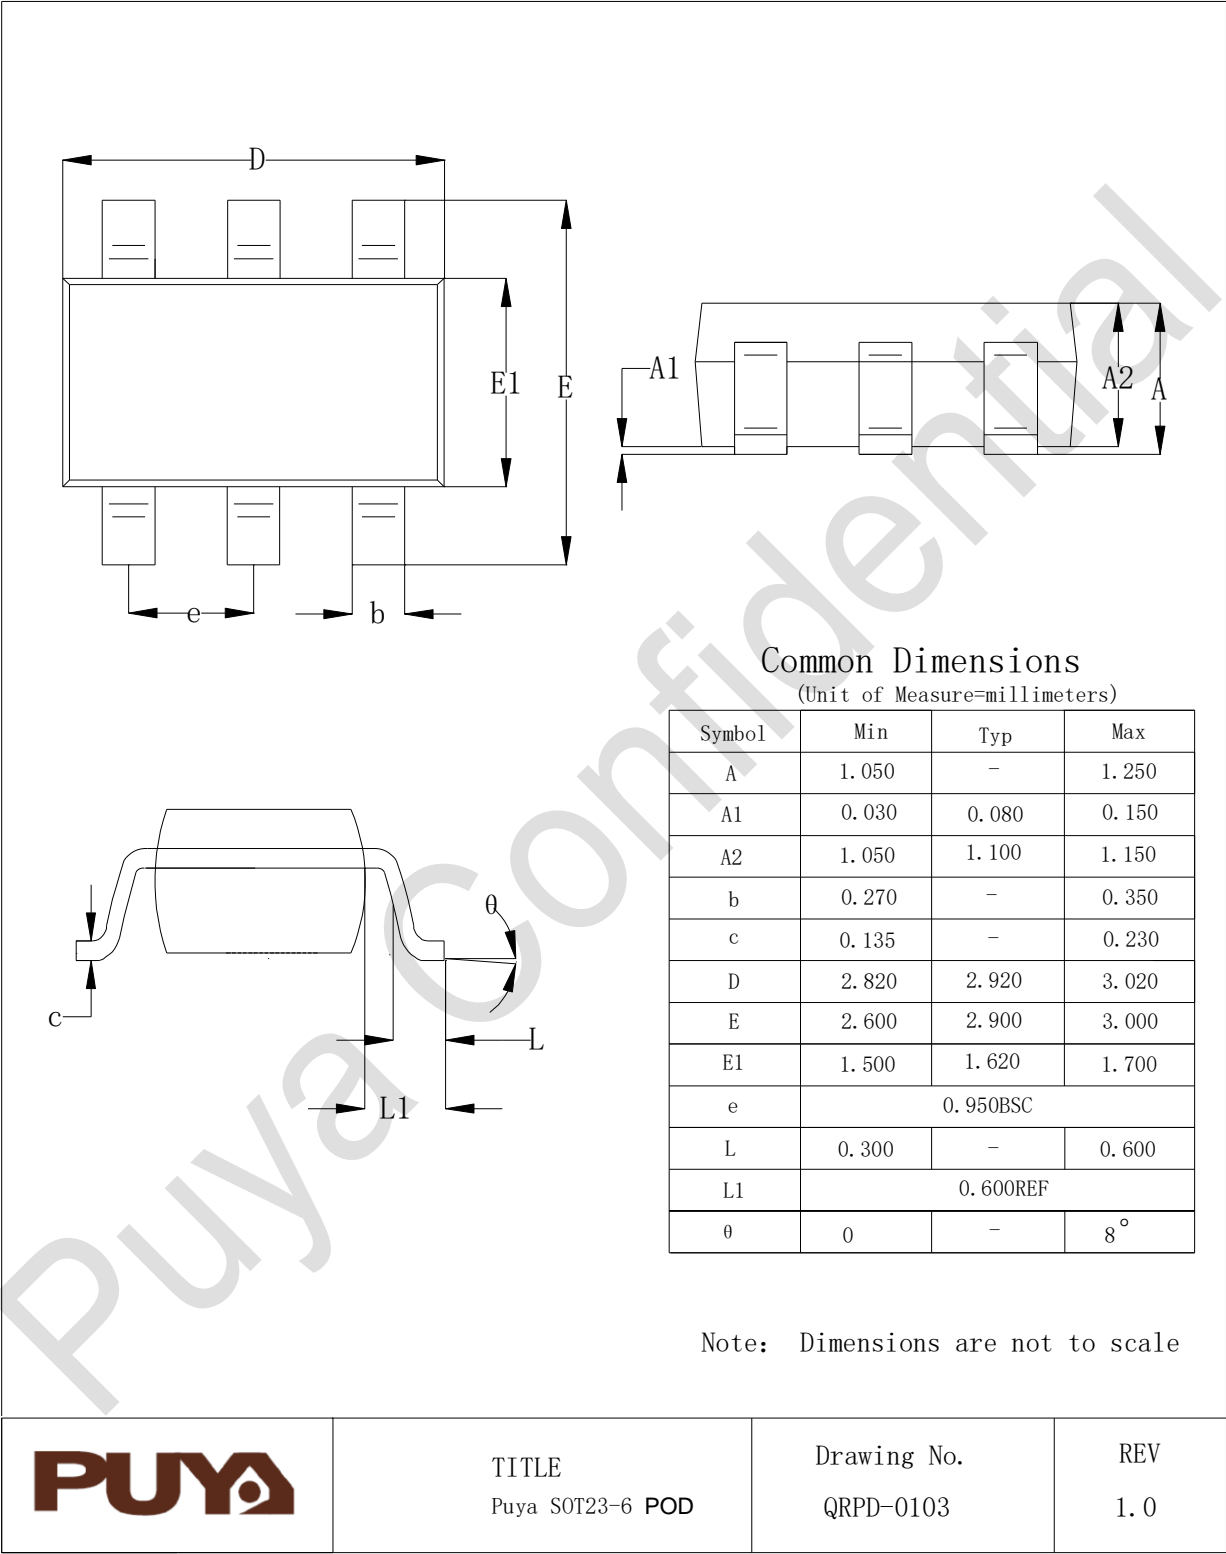 D
E1
E
e
b
A1
A2
A
Common Dimensions
(Unit of Measure=millimeters)
Symbol Min Typ Max
A 1.050 - 1.250
A1 0.030 0.080 0.150
A2 1.050 1.100 1.150
b 0.270 - 0.350
c 0.135 - 0.230
D 2.820 2.920 3.020
E 2.600 2.900 3.000
E1 1.500 1.620 1.700
e 0.950BSC
L 0.300 - 0.600
L1 0.600REF
θ 0 - 8°
θ
c
L
L1
Puya Confidential
Note: Dimensions are not to scale
PUYA
TITLE
Puya SOT23-6 POD
Drawing No.
QRPD-0103
REV
1.0